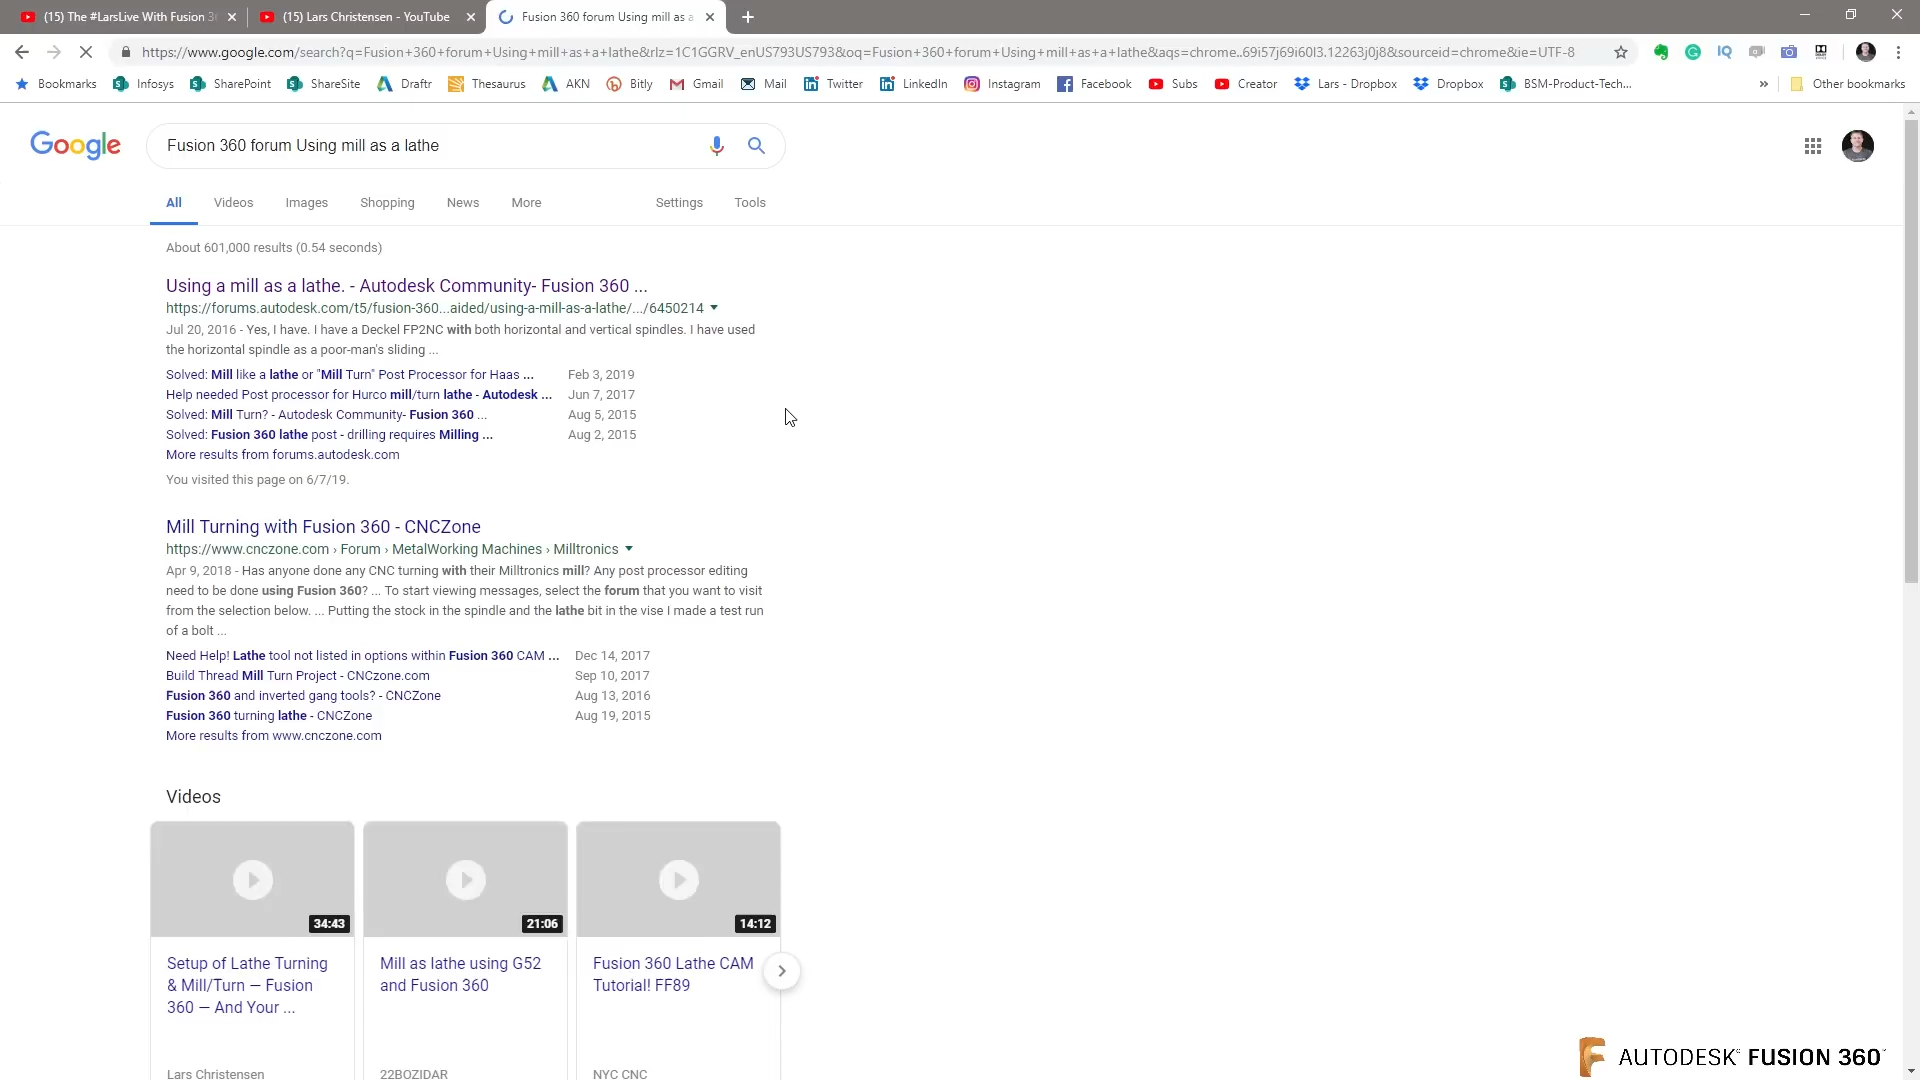 (15) The #LarsLive With Fusion 3
(15) Lars Christensen - YouTube
Fusion 360 forum Using mill as a
https://www.google.com/search?q=Fusion+360+forum+Using+mill+as+a+lathe&rlz=1C1GGRV_enUS793US793&oq=Fusion+360+forum+Using+mill+as+a+lathe&aqs=chrome..69i57j69i60l3.12263j0j8&sourceid=chrome&ie=UTF-8
Bookmarks Infosys SharePoint ShareSite Draftr Thesaurus AKN Bitly Gmail Mail Twitter LinkedIn Instagram Facebook Subs Creator Lars - Dropbox Dropbox BSM-Product-Tech... » Other bookmarks
Google
Fusion 360 forum Using mill as a lathe
All Videos Images Shopping News More Settings Tools
About 601,000 results (0.54 seconds)
Using a mill as a lathe. - Autodesk Community- Fusion 360 ...
https://forums.autodesk.com/t5/fusion-360...aided/using-a-mill-as-a-lathe/.../6450214
Jul 20, 2016 - Yes, I have. I have a Deckel FP2NC with both horizontal and vertical spindles. I have used
the horizontal spindle as a poor-man's sliding ...
Solved: Mill like a lathe or "Mill Turn" Post Processor for Haas ... Feb 3, 2019
Help needed Post processor for Hurco mill/turn lathe - Autodesk ... Jun 7, 2017
Solved: Mill Turn? - Autodesk Community- Fusion 360 ... Aug 5, 2015
Solved: Fusion 360 lathe post - drilling requires Milling ... Aug 2, 2015
More results from forums.autodesk.com
You visited this page on 6/7/19.
Mill Turning with Fusion 360 - CNCZone
https://www.cnczone.com › Forum › MetalWorking Machines › Milltronics
Apr 9, 2018 - Has anyone done any CNC turning with their Milltronics mill? Any post processor editing
need to be done using Fusion 360? ... To start viewing messages, select the forum that you want to visit
from the selection below. ... Putting the stock in the spindle and the lathe bit in the vise I made a test run
of a bolt ...
Need Help! Lathe tool not listed in options within Fusion 360 CAM ... Dec 14, 2017
Build Thread Mill Turn Project - CNCzone.com Sep 10, 2017
Fusion 360 and inverted gang tools? - CNCZone Aug 13, 2016
Fusion 360 turning lathe - CNCZone Aug 19, 2015
More results from www.cnczone.com
Videos
34:43 21:06 14:12
Setup of Lathe Turning
& Mill/Turn — Fusion
360 — And Your ...
Lars Christensen
Mill as lathe using G52
and Fusion 360
22BOZIDAR
Fusion 360 Lathe CAM
Tutorial! FF89
NYC CNC
AUTODESK® FUSION 360™